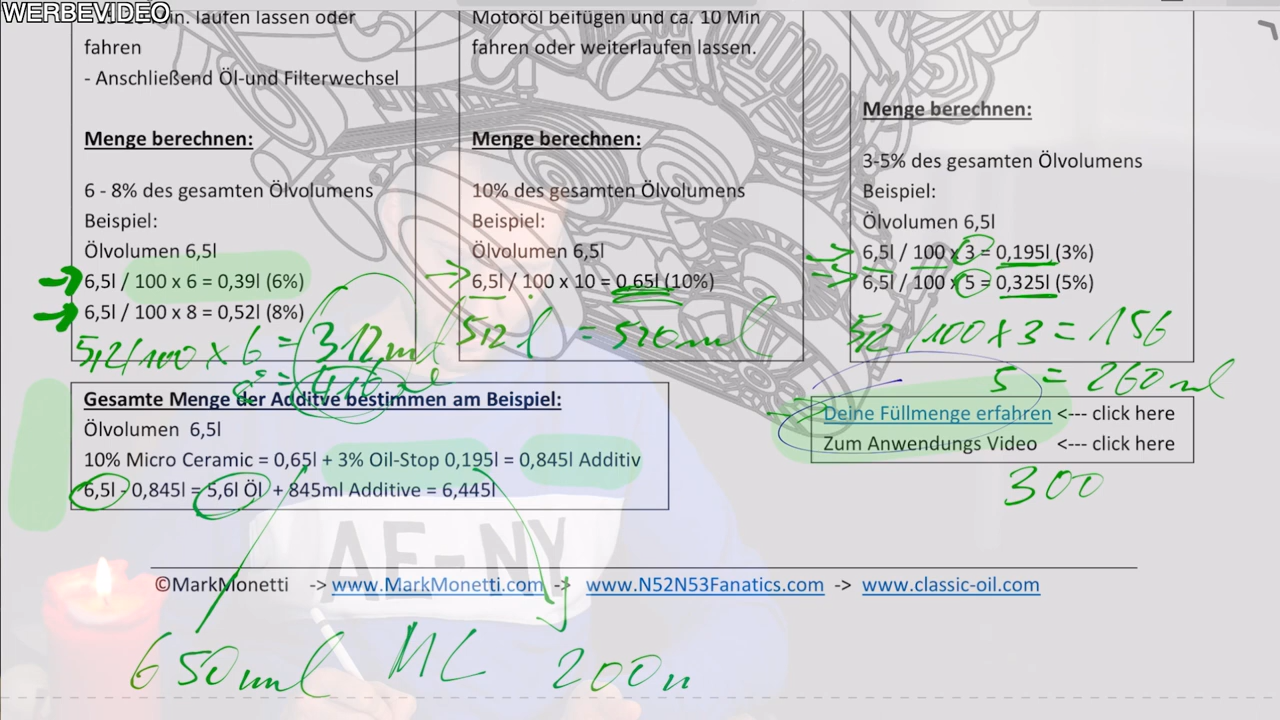 WERBEVIDEO
laufen lassen oder
fahren
- Anschließend Öl-und Filterwechsel
Menge berechnen:
6 - 8% des gesamten Ölvolumens
Beispiel:
Ölvolumen 6,5l
6,5l / 100 x 6 = 0,39l (6%)
6,5l / 100 x 8 = 0,52l (8%)
5,2/100 x 6 = 312ml
8 = 416 ml
Motoröl beifügen und ca. 10 Min
fahren oder weiterlaufen lassen.
Menge berechnen:
10% des gesamten Ölvolumens
Beispiel:
Ölvolumen 6,5l
6,5l / 100 x 10 = 0,65l (10%)
5,2 l = 520ml
Menge berechnen:
3-5% des gesamten Ölvolumens
Beispiel:
Ölvolumen 6,5l
6,5l / 100 x 3 = 0,195l (3%)
6,5l / 100 x 5 = 0,325l (5%)
5,2 /100 x 3 = 156
5 = 260 ml
Gesamte Menge der Additve bestimmen am Beispiel:
Ölvolumen 6,5l
10% Micro Ceramic = 0,65l + 3% Oil-Stop 0,195l = 0,845l Additiv
6,5l - 0,845l = 5,6l Öl + 845ml Additive = 6,445l
Deine Füllmenge erfahren <--- click here
Zum Anwendungs Video <--- click here
300
AE-NY
©MarkMonetti -> www.MarkMonetti.com -> www.N52N53Fanatics.com -> www.classic-oil.com
650ml ML 200